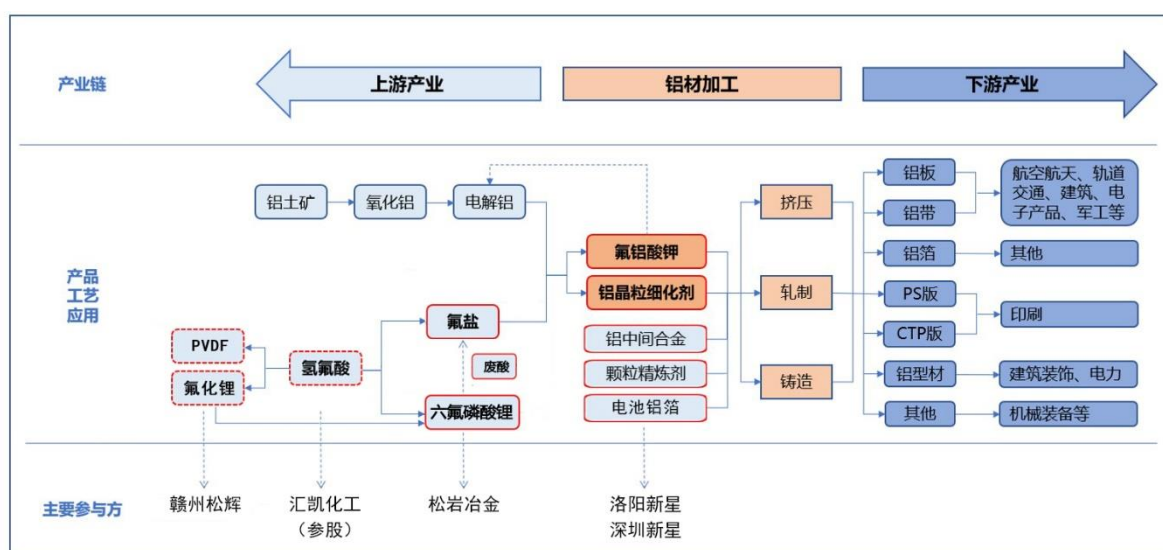 产业链
上游产业
铝材加工
下游产业
产品
工艺
应用
铝土矿
氧化铝
电解铝
氟铝酸钾
铝晶粒细化剂
铝中间合金
颗粒精炼剂
电池铝箔
PVDF
氟化锂
氢氟酸
氟盐
废酸
六氟磷酸锂
挤压
轧制
铸造
铝板
铝带
铝箔
PS版
CTP版
铝型材
其他
航空航天、轨道
交通、建筑、电
子产品、军工等
其他
印刷
建筑装饰、电力
机械装备等
主要参与方
赣州松辉
汇凯化工
（参股）
松岩冶金
洛阳新星
深圳新星